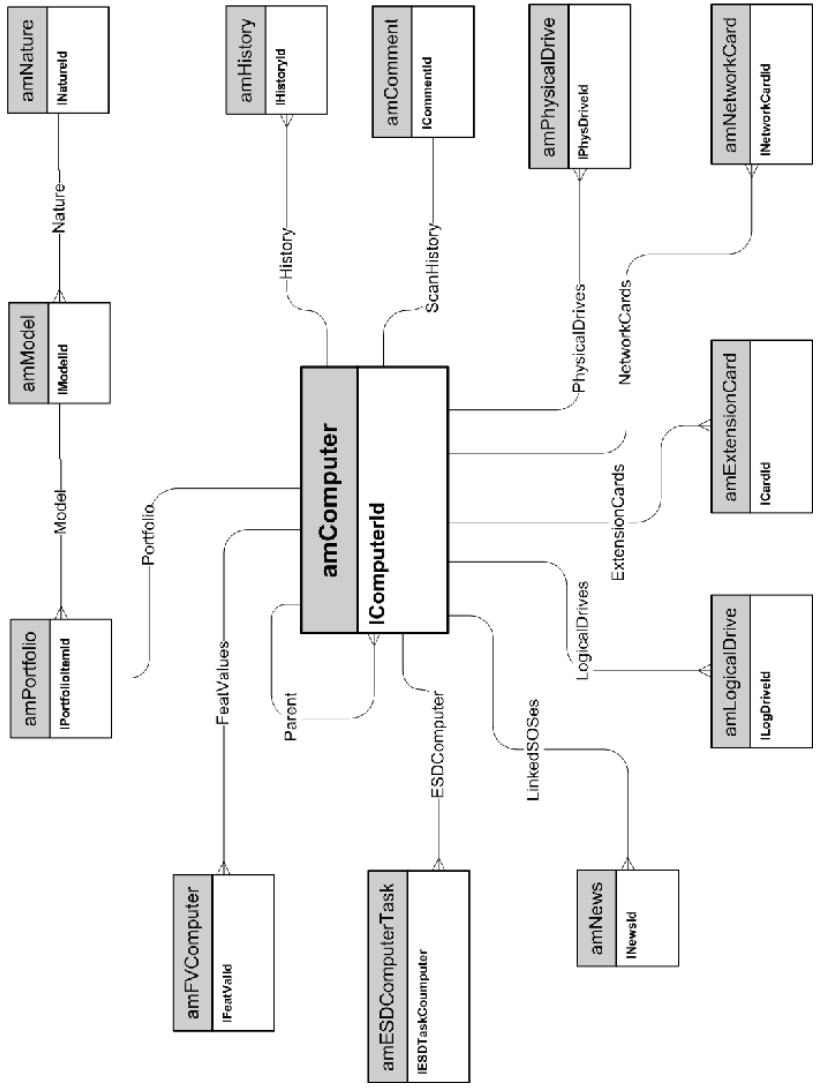 amPortfolio
lPortfolioItemId
Model
amModel
lModelId
Nature
amNature
lNatureId
Portfolio
amFVComputer
lFeatValId
FeatValues
amHistory
lHistoryId
History
Parent
amComputer
lComputerId
amESDComputerTask
lESDTaskCoumputer
ESDComputer
amComment
lCommentId
ScanHistory
LinkedSOSes
amNews
lNewsId
LogicalDrives
PhysicalDrives
amPhysicalDrive
lPhysDriveId
ExtensionCards
NetworkCards
amLogicalDrive
lLogDriveId
amExtensionCard
lCardId
amNetworkCard
lNetworkCardId